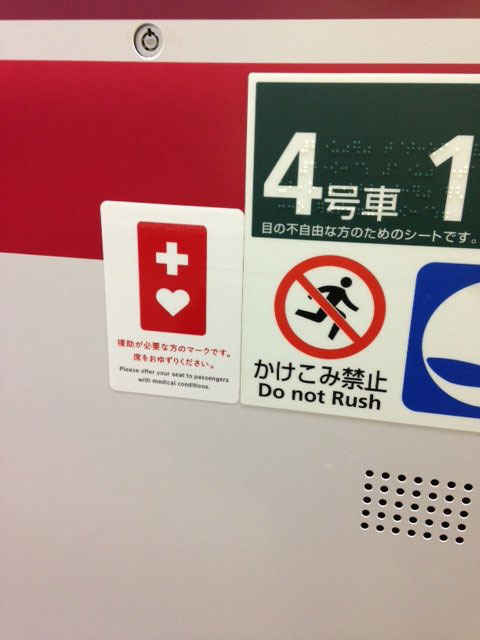 4号車 1
目の不自由な方のためのシートです。
援助が必要な方のマークです。
席をおゆずりください。
Please offer your seat to passengers
with medical conditions.
かけこみ禁止
Do not Rush